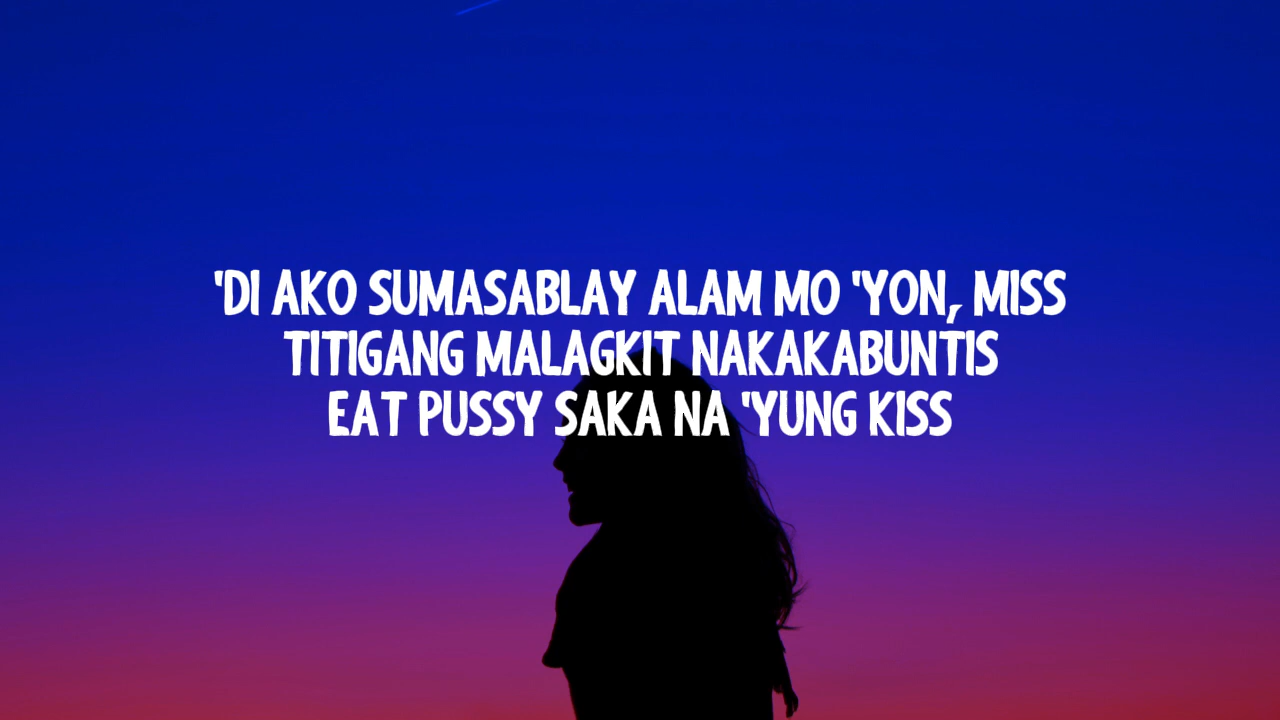 'DI AKO SUMASABLAY ALAM MO 'YON, MISS
TITIGANG MALAGKIT NAKAKABUNTIS
EAT PUSSY SAKA NA 'YUNG KISS